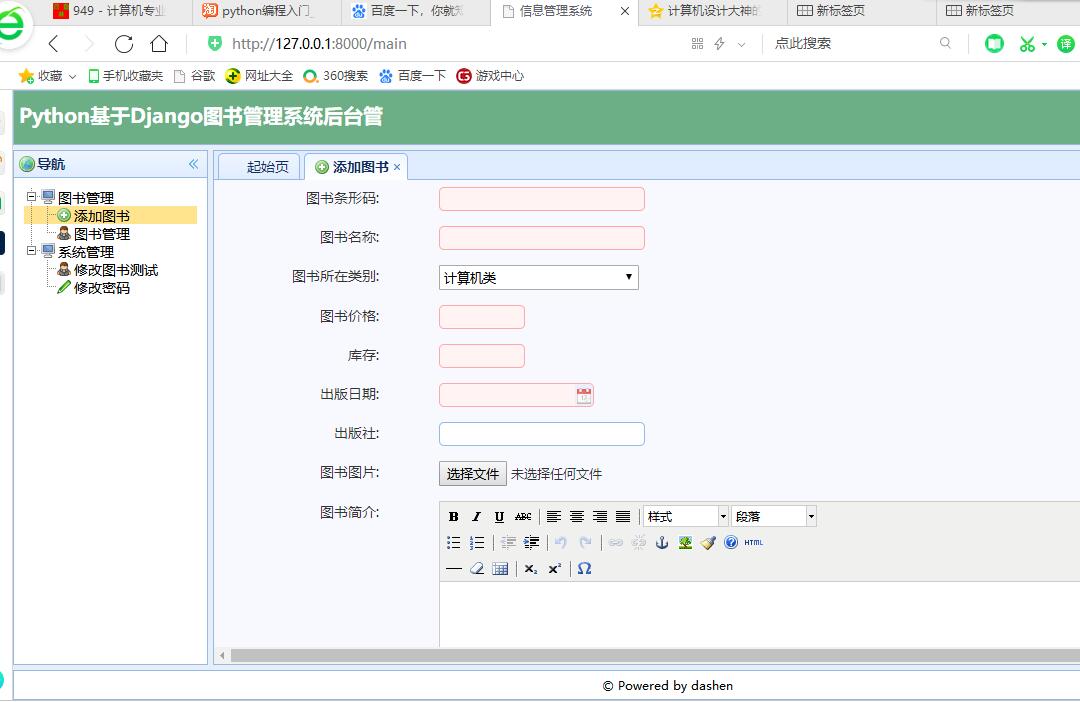 949 - 计算机专业
python编程入门_
百度一下，你就知
信息管理系统
计算机设计大神的
新标签页
新标签页
http://127.0.0.1:8000/main
点此搜索
译
收藏
手机收藏夹
谷歌
网址大全
360搜索
百度一下
游戏中心
Python基于Django图书管理系统后台管
导航
图书管理
添加图书
图书管理
系统管理
修改图书测试
修改密码
起始页
添加图书
图书条形码:
图书名称:
图书所在类别: 计算机类
图书价格:
库存:
出版日期:
出版社:
图书图片: 选择文件 未选择任何文件
图书简介:
B I U ABC 样式 段落
HTML
x₂ x² Ω
© Powered by dashen